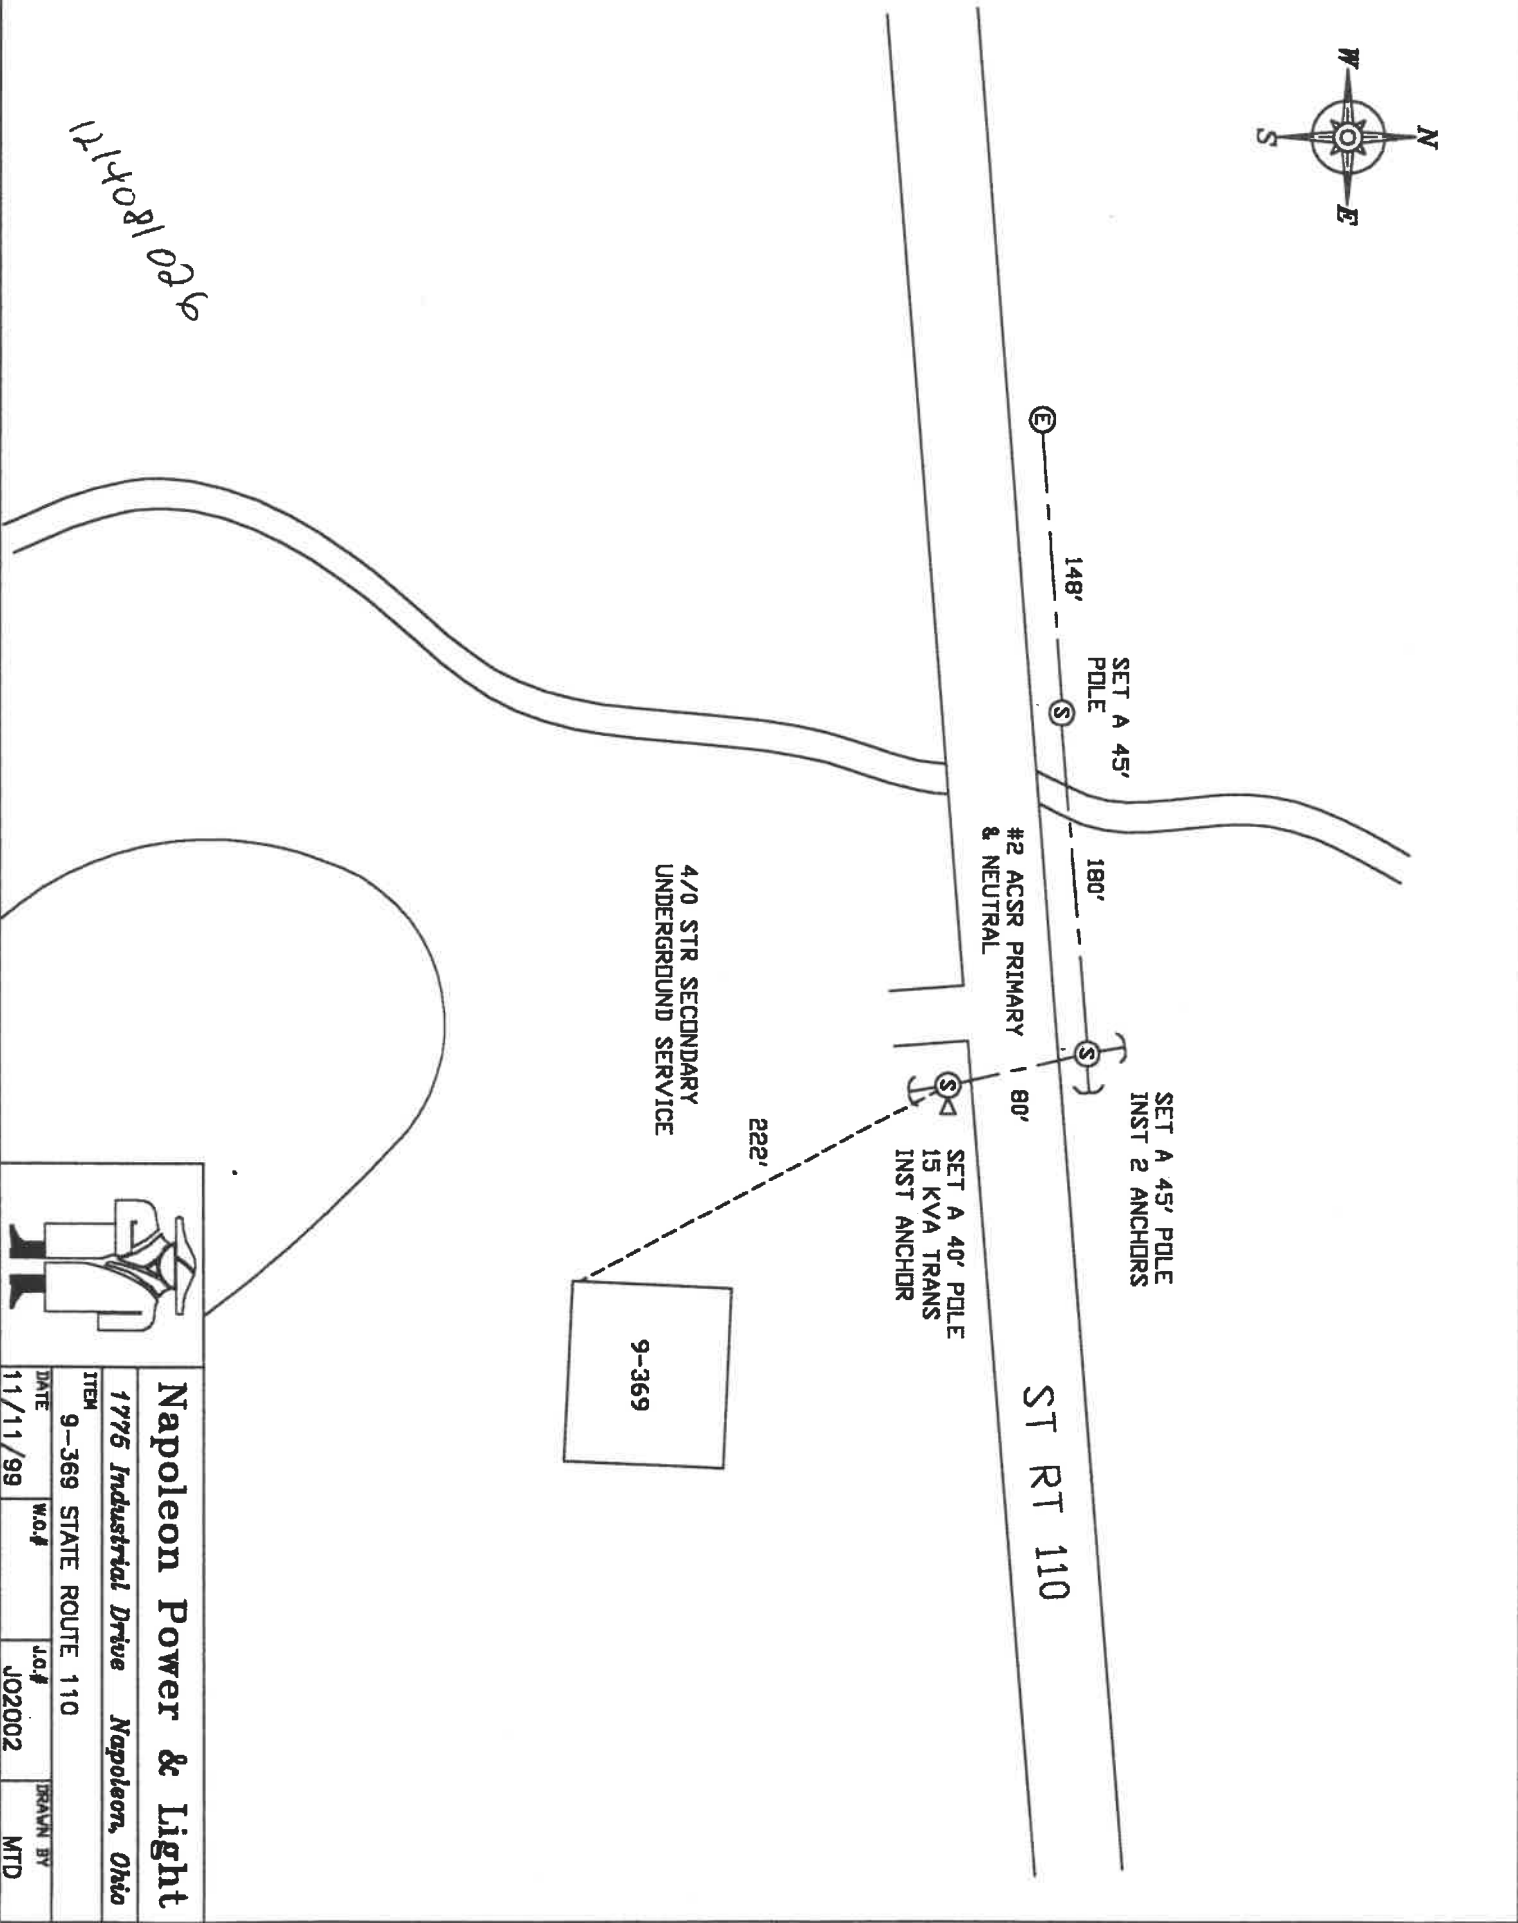 N
W
E
S
148'
SET A 45'
POLE
180'
#2 ACSR PRIMARY
& NEUTRAL
SET A 45' POLE
INST 2 ANCHORS
80'
SET A 40' POLE
15 KVA TRANS
INST ANCHOR
ST RT 110
E
S
S
S
4/0 STR SECONDARY
UNDERGROUND SERVICE
222'
9-369
Napoleon Power & Light
1775 Industrial Drive Napoleon, Ohio
ITEM
9-369 STATE ROUTE 110
DATE
11/11/99
W.O.#
J.O.#
JO2002
DRAWN BY
MTD